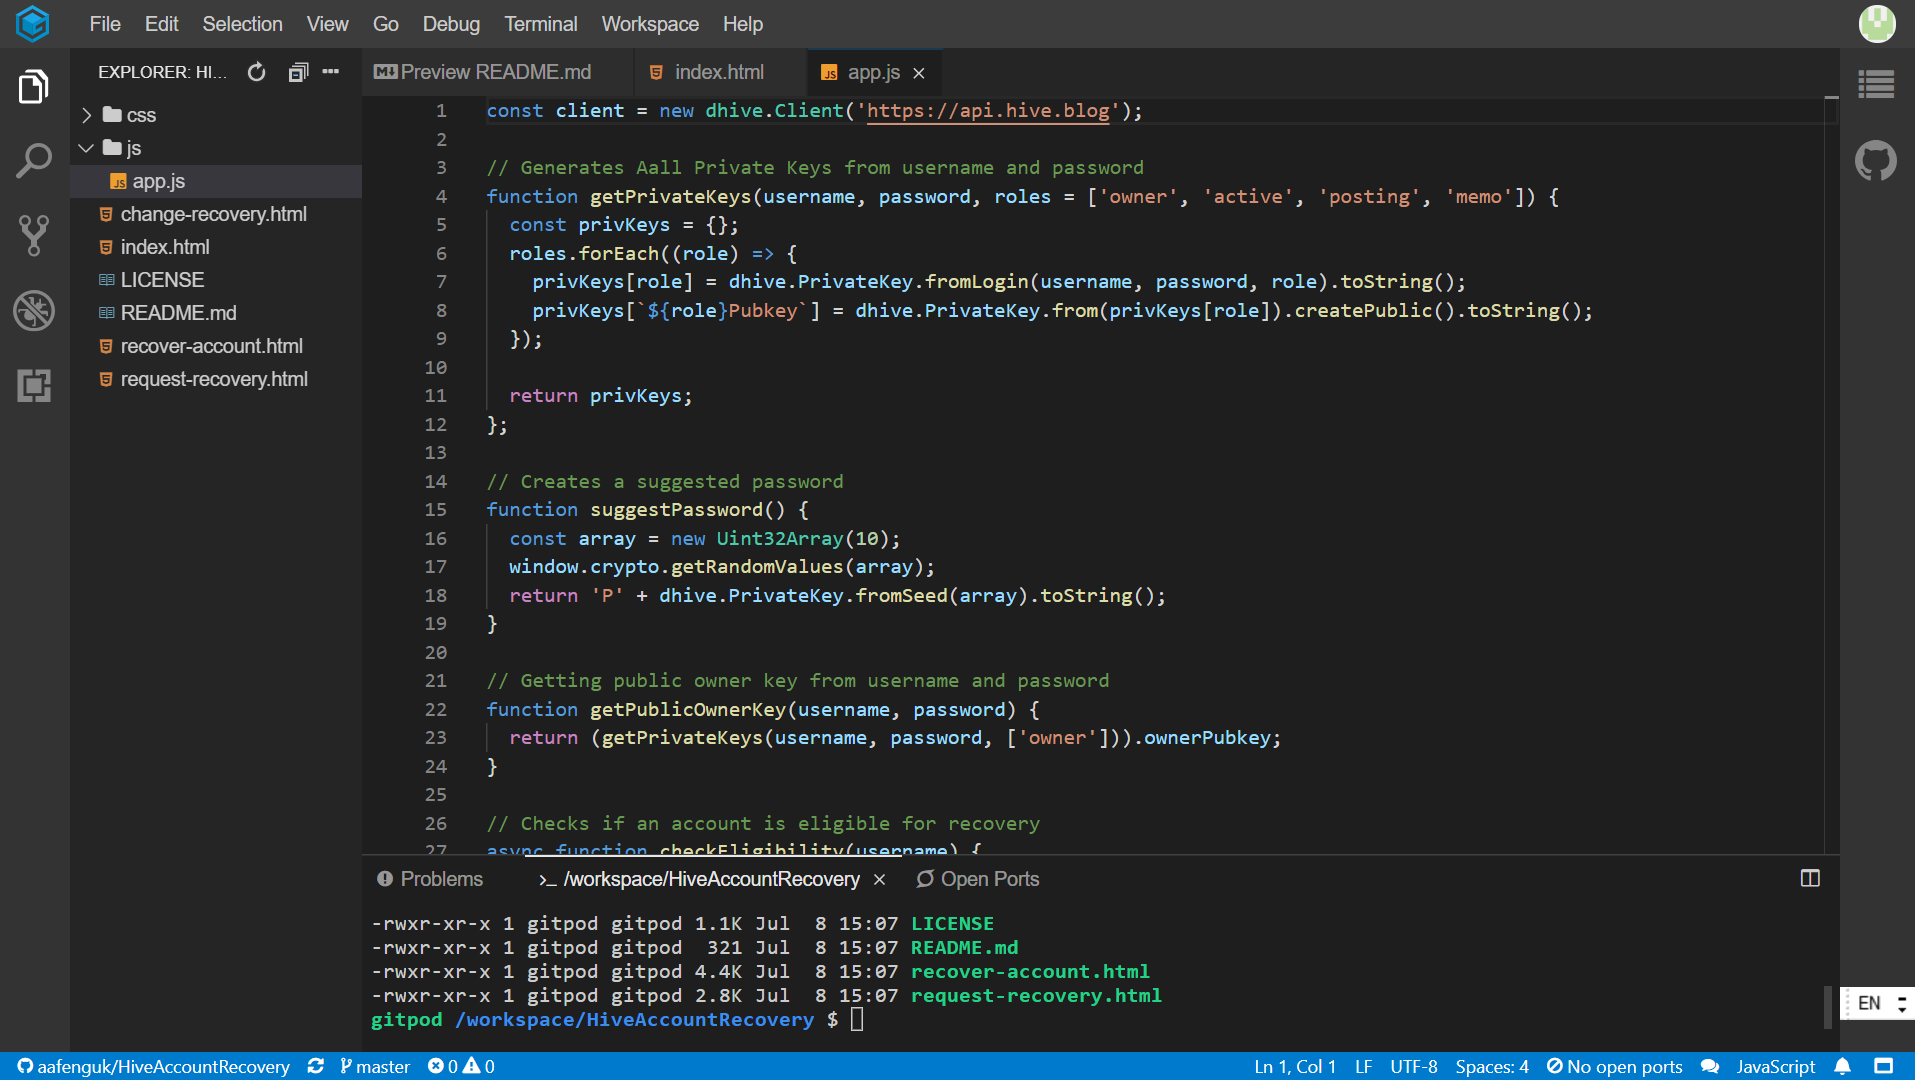 File Edit Selection View Go Debug Terminal Workspace Help
EXPLORER: HI...
css
js
app.js
change-recovery.html
index.html
LICENSE
README.md
recover-account.html
request-recovery.html
Preview README.md index.html app.js
1 const client = new dhive.Client('https://api.hive.blog');
2
3 // Generates Aall Private Keys from username and password
4 function getPrivateKeys(username, password, roles = ['owner', 'active', 'posting', 'memo']) {
5 const privKeys = {};
6 roles.forEach((role) => {
7 privKeys[role] = dhive.PrivateKey.fromLogin(username, password, role).toString();
8 privKeys[`${role}Pubkey`] = dhive.PrivateKey.from(privKeys[role]).createPublic().toString();
9 });
10
11 return privKeys;
12 };
13
14 // Creates a suggested password
15 function suggestPassword() {
16 const array = new Uint32Array(10);
17 window.crypto.getRandomValues(array);
18 return 'P' + dhive.PrivateKey.fromSeed(array).toString();
19 }
20
21 // Getting public owner key from username and password
22 function getPublicOwnerKey(username, password) {
23 return (getPrivateKeys(username, password, ['owner'])).ownerPubkey;
24 }
25
26 // Checks if an account is eligible for recovery
27 async function checkEligibility(username) {
Problems >_ /workspace/HiveAccountRecovery Open Ports
-rwxr-xr-x 1 gitpod gitpod 1.1K Jul 8 15:07 LICENSE
-rwxr-xr-x 1 gitpod gitpod 321 Jul 8 15:07 README.md
-rwxr-xr-x 1 gitpod gitpod 4.4K Jul 8 15:07 recover-account.html
-rwxr-xr-x 1 gitpod gitpod 2.8K Jul 8 15:07 request-recovery.html
gitpod /workspace/HiveAccountRecovery $
EN
aafenguk/HiveAccountRecovery master 0 0 Ln 1, Col 1 LF UTF-8 Spaces: 4 No open ports JavaScript